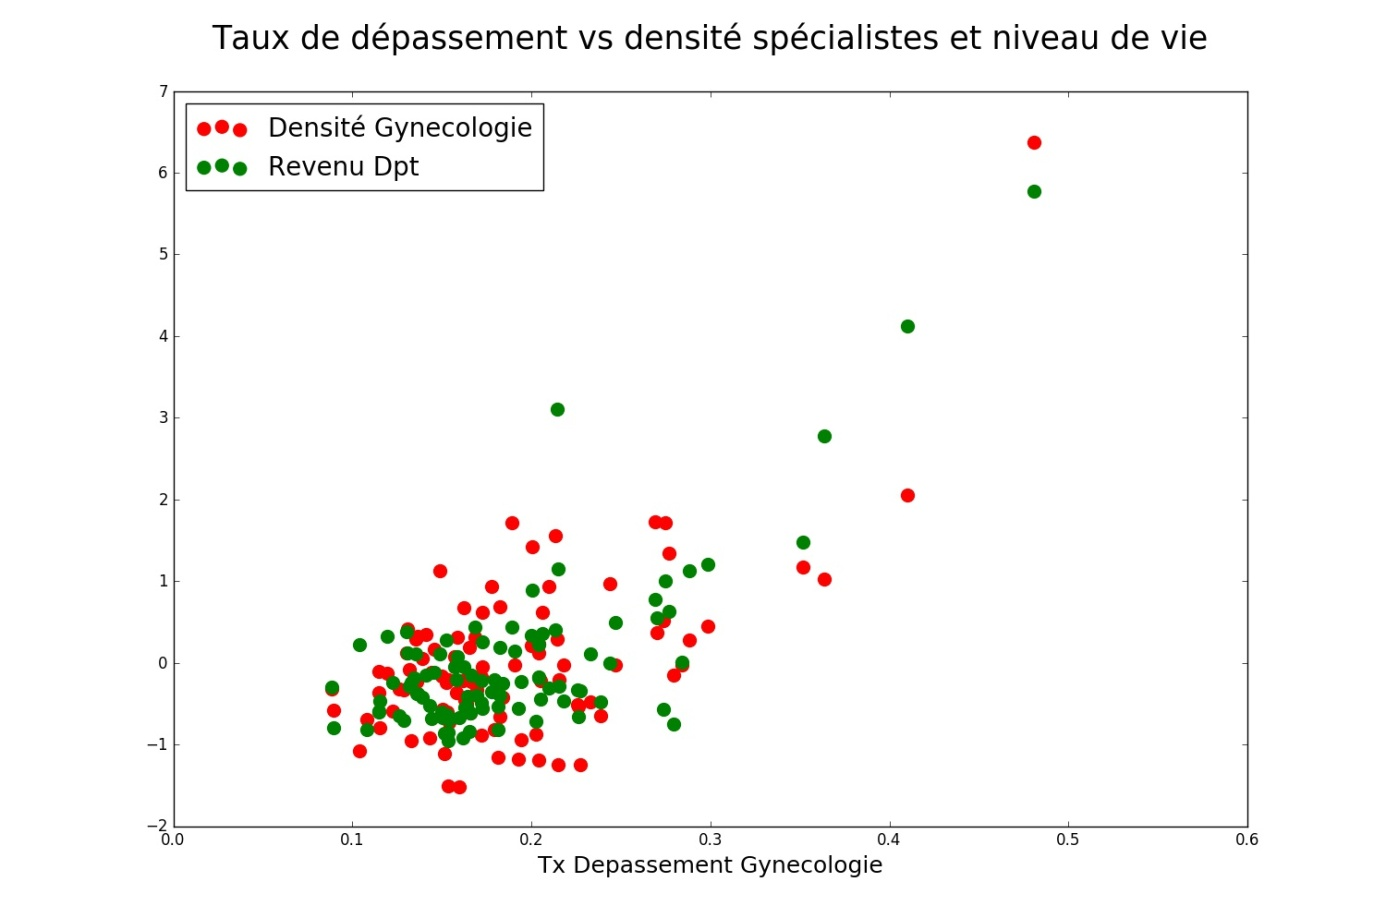 Taux de dépassement vs densité spécialistes et niveau de vie
7
Densité Gynecologie
Revenu Dpt
6
5
4
3
2
1
0
−1
−2
0.0 0.1 0.2 0.3 0.4 0.5 0.6
Tx Depassement Gynecologie